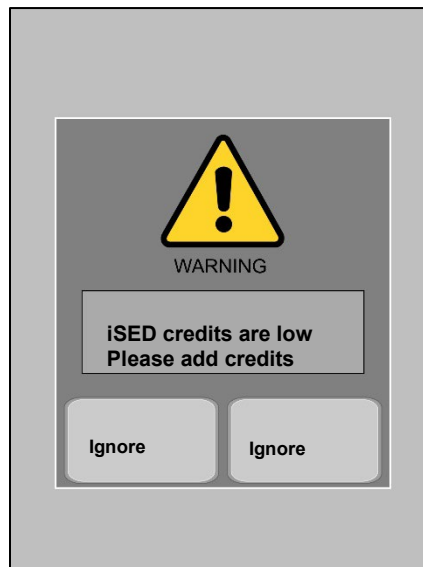 WARNING
iSED credits are low
Please add credits
Ignore
Ignore